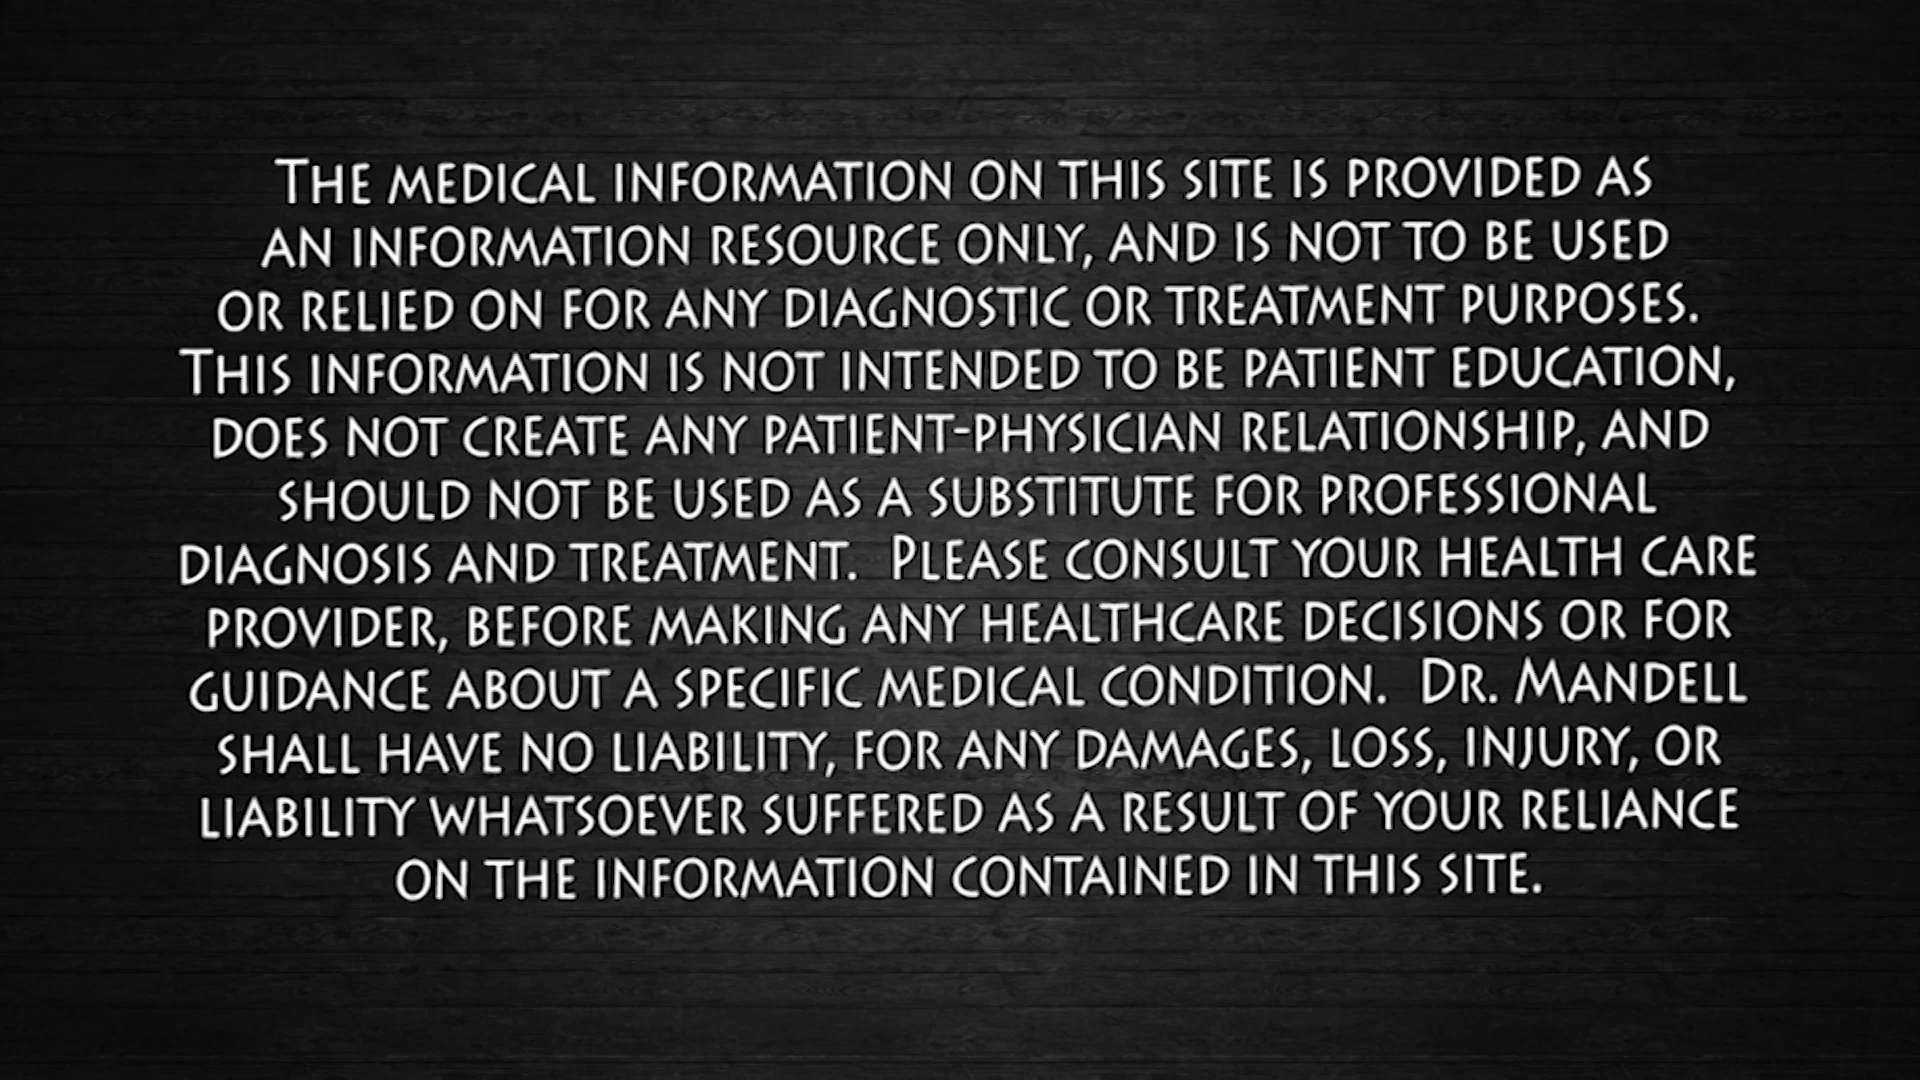 The medical information on this site is provided as
an information resource only, and is not to be used
or relied on for any diagnostic or treatment purposes.
This information is not intended to be patient education,
does not create any patient-physician relationship, and
should not be used as a substitute for professional
diagnosis and treatment.  Please consult your health care
provider, before making any healthcare decisions or for
guidance about a specific medical condition.  Dr. Mandell
shall have no liability, for any damages, loss, injury, or
liability whatsoever suffered as a result of your reliance
on the information contained in this site.